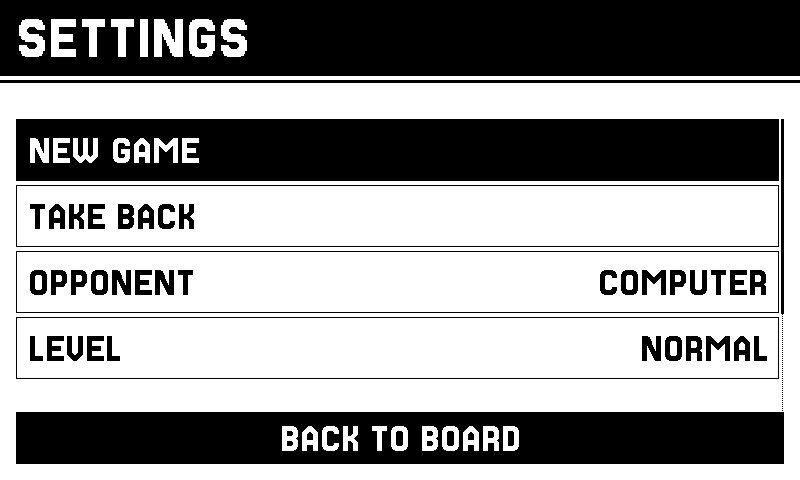 SETTINGS
NEW GAME
TAKE BACK
OPPONENT COMPUTER
LEVEL NORMAL
BACK TO BOARD